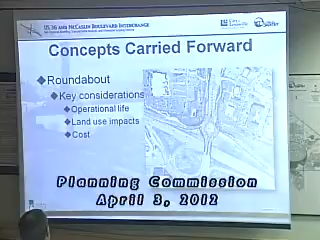 US 36 AND MCCASLIN BOULEVARD INTERCHANGE
Concepts Carried Forward
Roundabout
Key considerations
Operational life
Land use impacts
Cost
Planning Commission
April 3, 2012